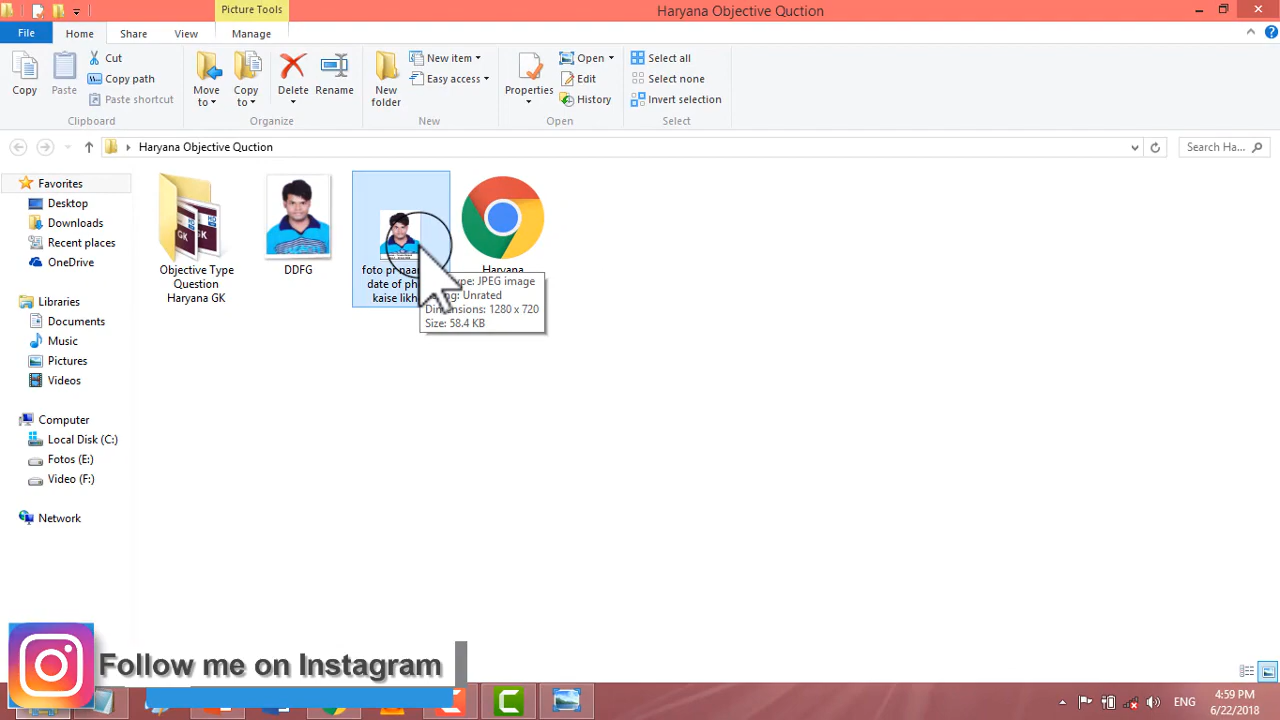 Picture Tools
Haryana Objective Quction
File
Home
Share
View
Manage
Copy
Paste
Cut
Copy path
Paste shortcut
Move to
Copy to
Delete
Rename
New folder
New item
Easy access
Properties
Open
Edit
History
Select all
Select none
Invert selection
Clipboard
Organize
New
Open
Select
Haryana Objective Quction
Search Ha...
Favorites
Desktop
Downloads
Recent places
OneDrive
Libraries
Documents
Music
Pictures
Videos
Computer
Local Disk (C:)
Fotos (E:)
Video (F:)
Network
HD
GK
GK
Objective Type
Question
Haryana GK
DDFG
foto pr
date of
kaise
Haryana
JPEG image
Unrated
Dimensions: 1280 x 720
Size: 58.4 KB
Follow me on Instagram
ENG
4:59 PM
6/22/2018